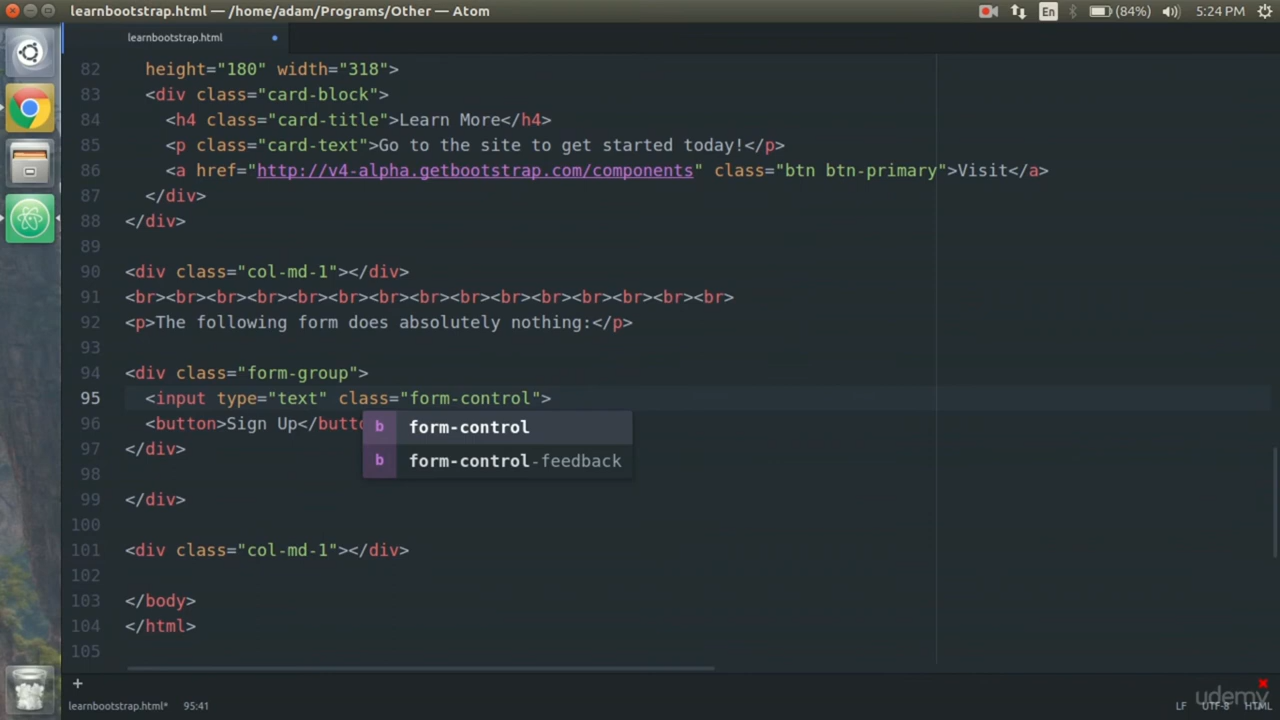 learnbootstrap.html — /home/adam/Programs/Other — Atom
En (84%) 5:24 PM
learnbootstrap.html
82 height="180" width="318">
83 <div class="card-block">
84 <h4 class="card-title">Learn More</h4>
85 <p class="card-text">Go to the site to get started today!</p>
86 <a href="http://v4-alpha.getbootstrap.com/components" class="btn btn-primary">Visit</a>
87 </div>
88 </div>
89
90 <div class="col-md-1"></div>
91 <br><br><br><br><br><br><br><br><br><br><br><br><br><br><br>
92 <p>The following form does absolutely nothing:</p>
93
94 <div class="form-group">
95 <input type="text" class="form-control">
96 <button>Sign Up</butto
b form-control
b form-control-feedback
97 </div>
98
99 </div>
100
101 <div class="col-md-1"></div>
102
103 </body>
104 </html>
105
+
learnbootstrap.html* 95:41 LF UTF-8 HTML
udemy